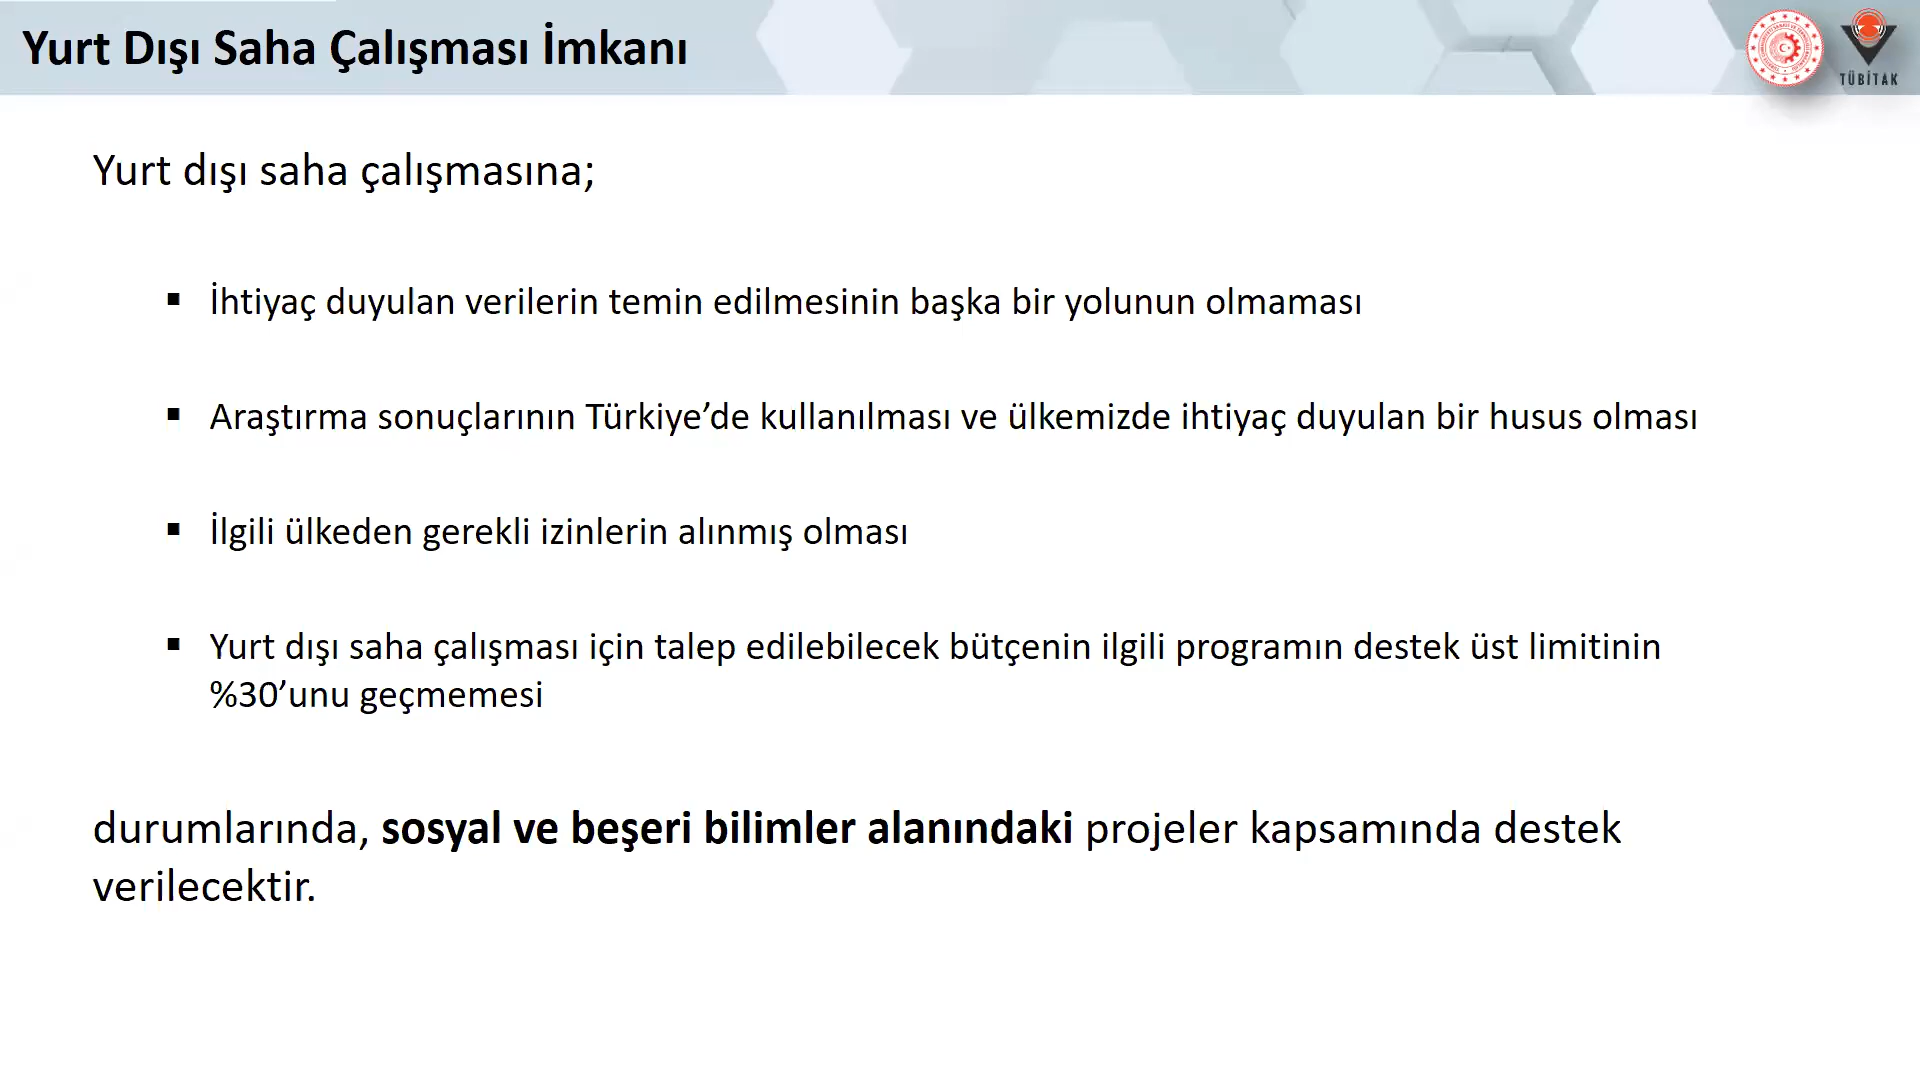 Yurt Dışı Saha Çalışması İmkanı
TÜBİTAK
Yurt dışı saha çalışmasına;
▪ İhtiyaç duyulan verilerin temin edilmesinin başka bir yolunun olmaması
▪ Araştırma sonuçlarının Türkiye’de kullanılması ve ülkemizde ihtiyaç duyulan bir husus olması
▪ İlgili ülkeden gerekli izinlerin alınmış olması
▪ Yurt dışı saha çalışması için talep edilebilecek bütçenin ilgili programın destek üst limitinin
%30’unu geçmemesi
durumlarında, sosyal ve beşeri bilimler alanındaki projeler kapsamında destek
verilecektir.